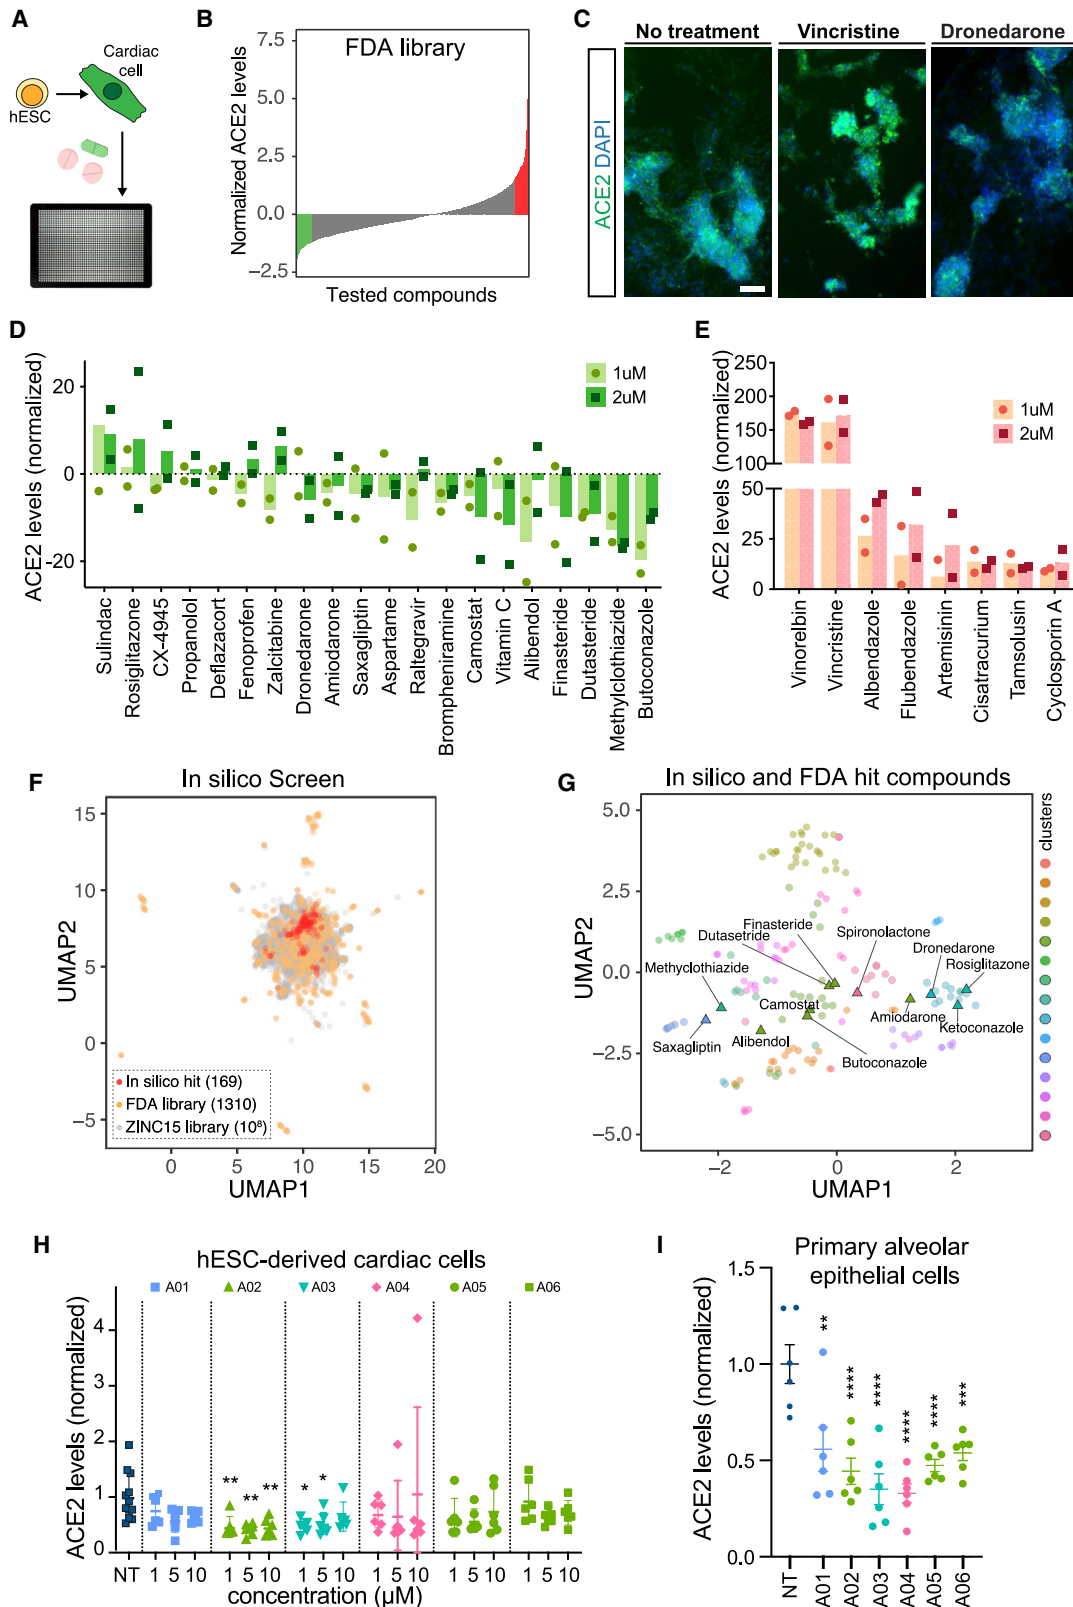 A
Cardiac
cell
hESC
B
FDA library
Normalized ACE2 levels
7.5
5.0
2.5
0.0
−2.5
Tested compounds
C
No treatment
Vincristine
Dronedarone
ACE2 DAPI
D
ACE2 levels (normalized)
20
0
-20
1uM
2uM
Sulindac
Rosiglitazone
CX-4945
Propanolol
Deflazacort
Fenoprofen
Zalcitabine
Dronedarone
Amiodarone
Saxagliptin
Aspartame
Raltegravir
Brompheniramine
Camostat
Vitamin C
Alibendol
Finasteride
Dutasteride
Methylclothiazide
Butoconazole
E
ACE2 levels (normalized)
250
200
150
100
50
25
0
1uM
2uM
Vinorelbin
Vincristine
Albendazole
Flubendazole
Artemisinin
Cisatracurium
Tamsolusin
Cyclosporin A
F
In silico Screen
UMAP2
15
10
5
0
−5
In silico hit (169)
FDA library (1310)
ZINC15 library (10⁸)
0 5 10 15 20
UMAP1
G
In silico and FDA hit compounds
UMAP2
5.0
2.5
0.0
−2.5
−5.0
Finasteride
Spironolactone
Dutasetride
Dronedarone
Methyclothiazide
Rosiglitazone
Camostat
Amiodarone
Ketoconazole
Saxagliptin
Alibendol
Butoconazole
−2 0 2
UMAP1
clusters
H
hESC-derived cardiac cells
A01 A02 A03 A04 A05 A06
ACE2 levels (normalized)
4
3
2
1
0
** ** ** * *
NT 1 5 10 1 5 10 1 5 10 1 5 10 1 5 10 1 5 10
concentration (µM)
I
Primary alveolar
epithelial cells
ACE2 levels (normalized)
1.5
1.0
0.5
0.0
**
****
****
****
****
***
NT
A01
A02
A03
A04
A05
A06